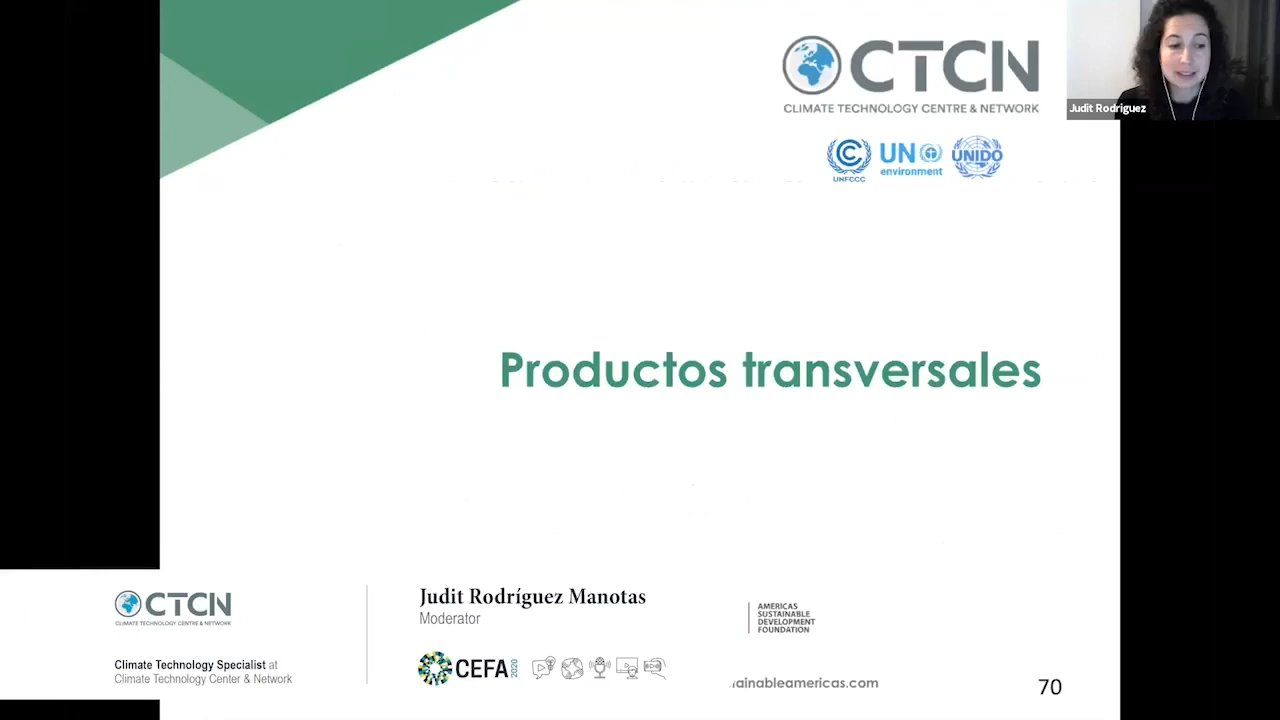 CTCN
CLIMATE TECHNOLOGY CENTRE & NETWORK
UNFCCC
UN
environment
UNIDO
Judit Rodríguez
Productos transversales
CTCN
CLIMATE TECHNOLOGY CENTRE & NETWORK
Climate Technology Specialist at
Climate Technology Center & Network
Judit Rodríguez Manotas
Moderator
CEFA 2020
AMERICAS
SUSTAINABLE
DEVELOPMENT
FOUNDATION
ainableamericas.com
70